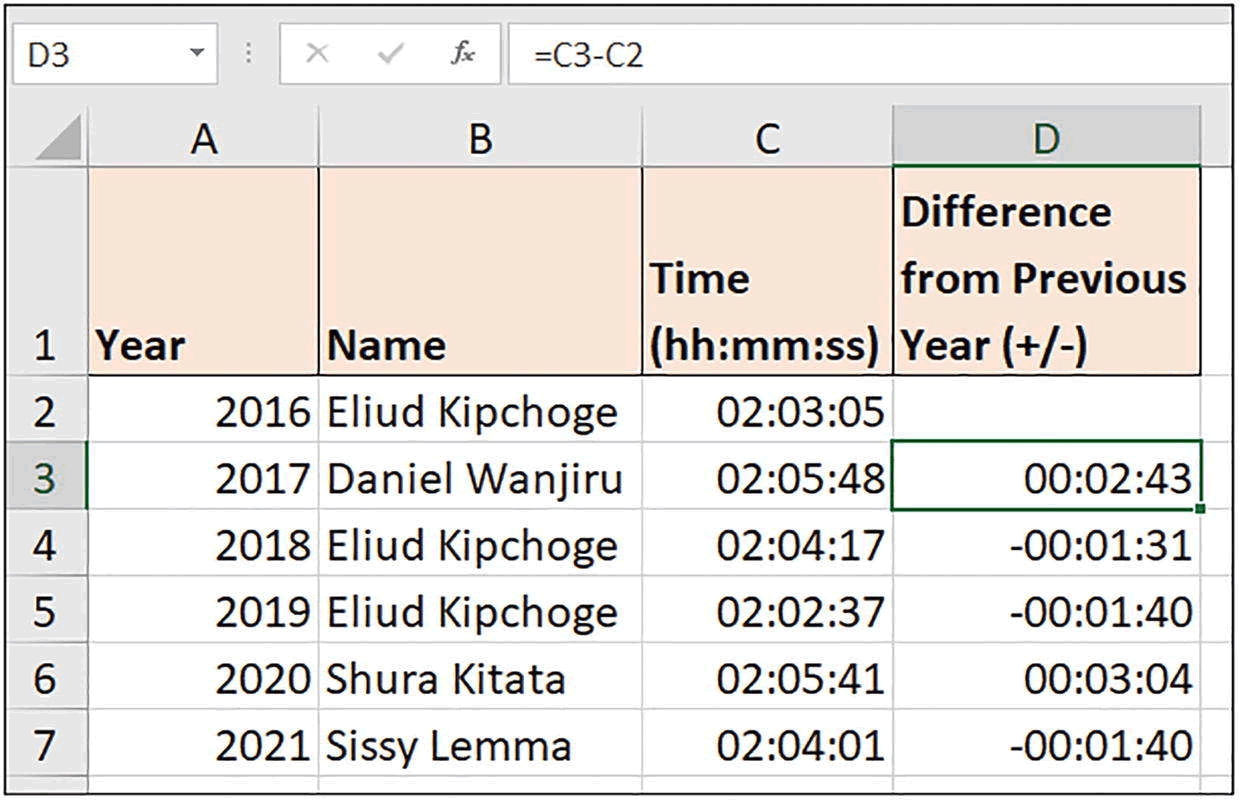 D3 fx =C3-C2
A B C D
1 Year Name Time (hh:mm:ss) Difference from Previous Year (+/-)
2 2016 Eliud Kipchoge 02:03:05
3 2017 Daniel Wanjiru 02:05:48 00:02:43
4 2018 Eliud Kipchoge 02:04:17 -00:01:31
5 2019 Eliud Kipchoge 02:02:37 -00:01:40
6 2020 Shura Kitata 02:05:41 00:03:04
7 2021 Sissy Lemma 02:04:01 -00:01:40